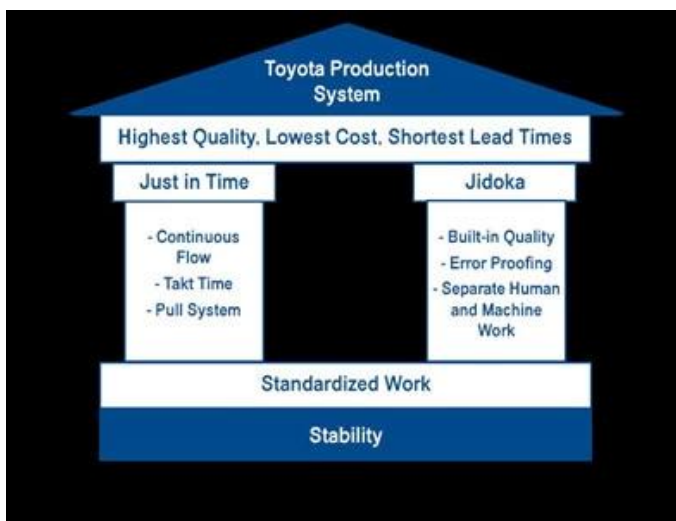 Toyota Production
System
Highest Quality, Lowest Cost, Shortest Lead Times
Just in Time
- Continuous
Flow
- Takt Time
- Pull System
Jidoka
- Built-in Quality
- Error Proofing
- Separate Human
and Machine
Work
Standardized Work
Stability